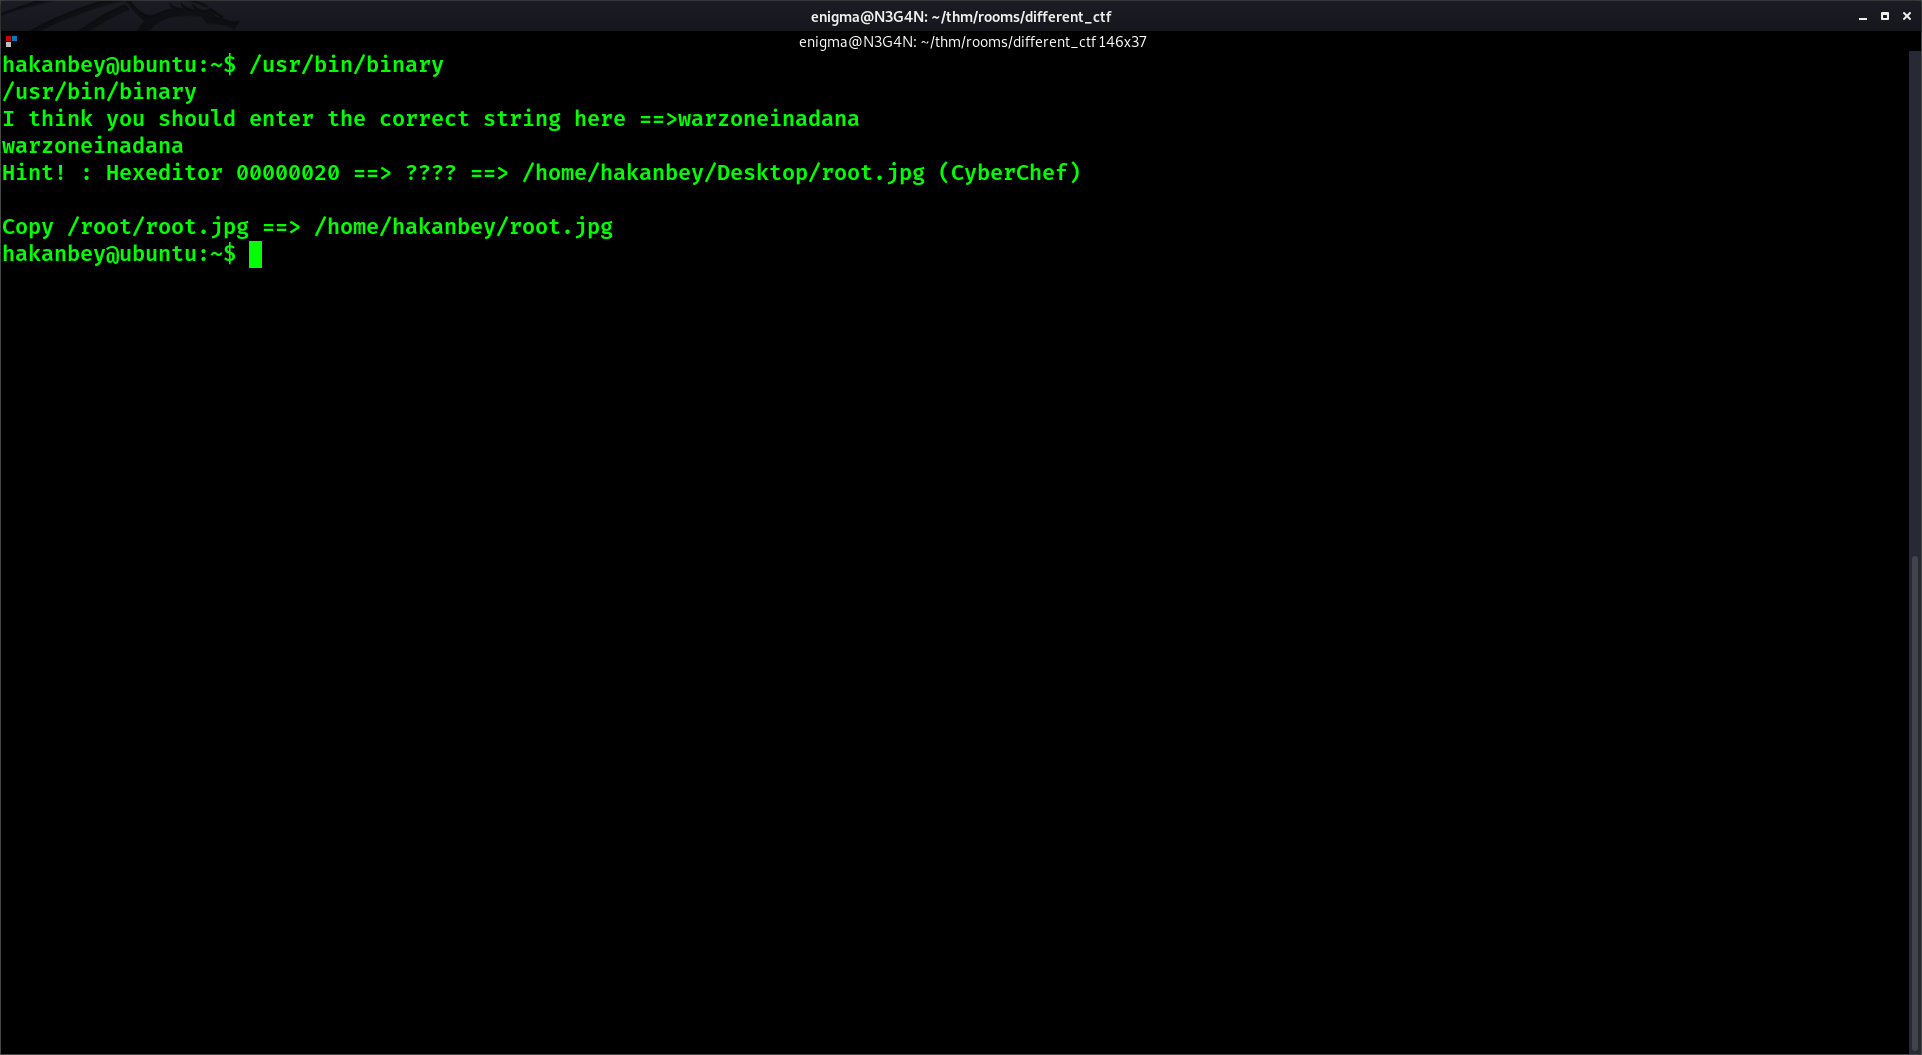 enigma@N3G4N: ~/thm/rooms/different_ctf
enigma@N3G4N: ~/thm/rooms/different_ctf 146x37
hakanbey@ubuntu:~$ /usr/bin/binary
/usr/bin/binary
I think you should enter the correct string here ==>warzoneinadana
warzoneinadana
Hint! : Hexeditor 00000020 ==> ???? ==> /home/hakanbey/Desktop/root.jpg (CyberChef)
Copy /root/root.jpg ==> /home/hakanbey/root.jpg
hakanbey@ubuntu:~$